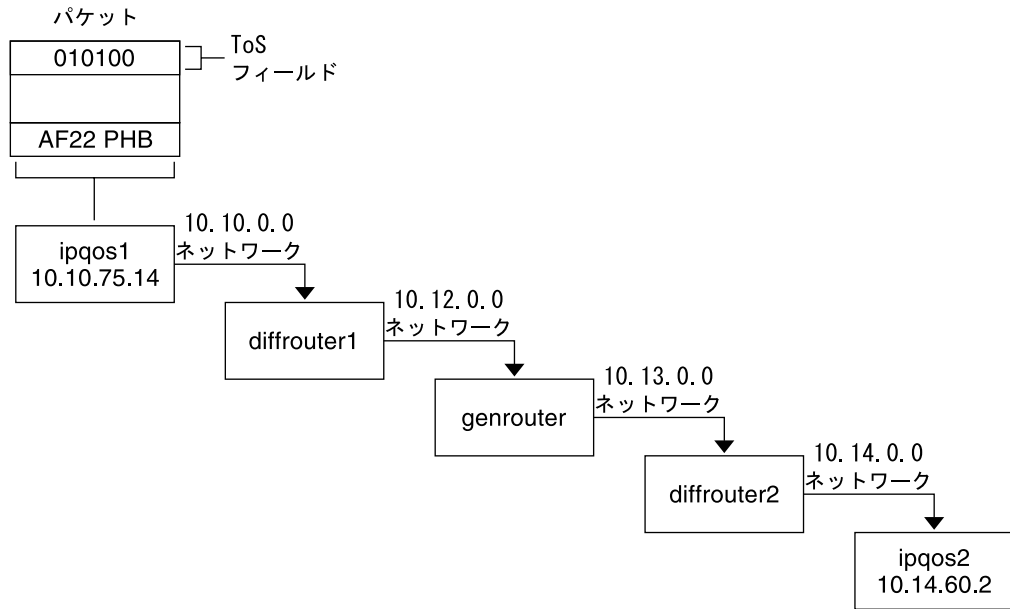 パケット
010100
ToS
フィールド
AF22 PHB
ipqos1
10.10.75.14
10.10.0.0
ネットワーク
diffrouter1
10.12.0.0
ネットワーク
genrouter
10.13.0.0
ネットワーク
diffrouter2
10.14.0.0
ネットワーク
ipqos2
10.14.60.2